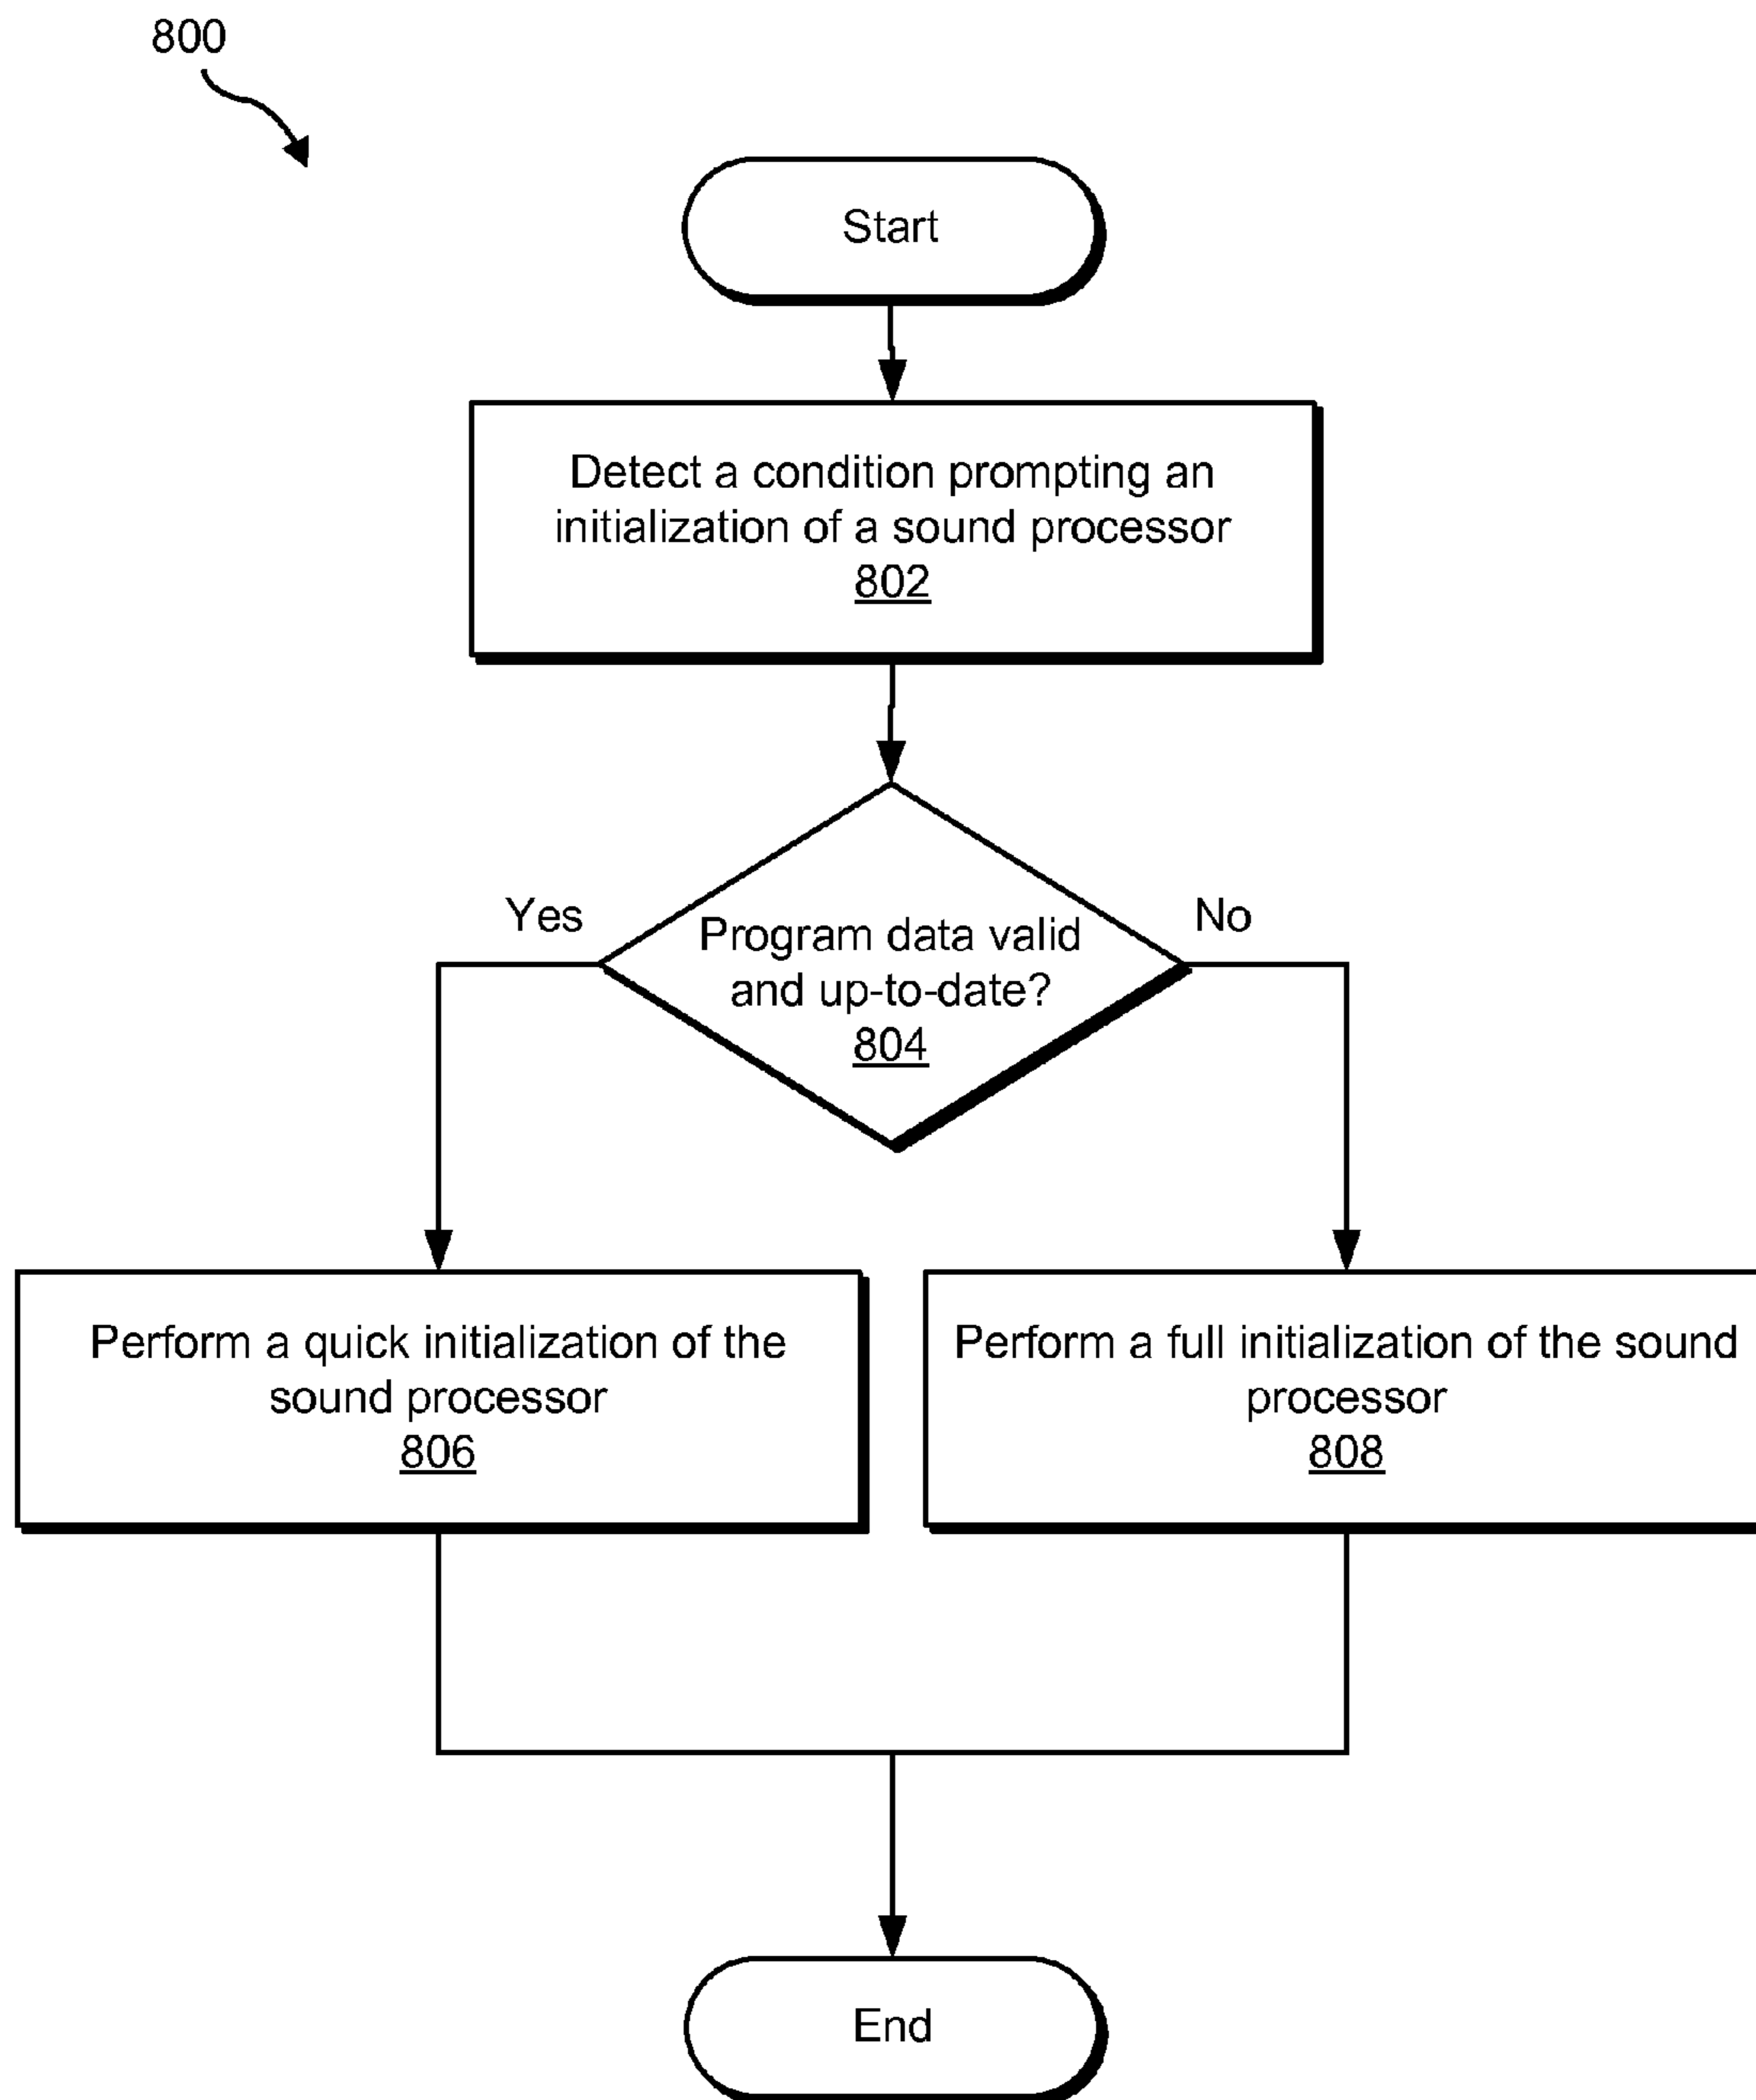 800
Start
Detect a condition prompting an
initialization of a sound processor
802
Yes
No
Program data valid
and up-to-date?
804
Perform a quick initialization of the
sound processor
806
Perform a full initialization of the sound
processor
808
End